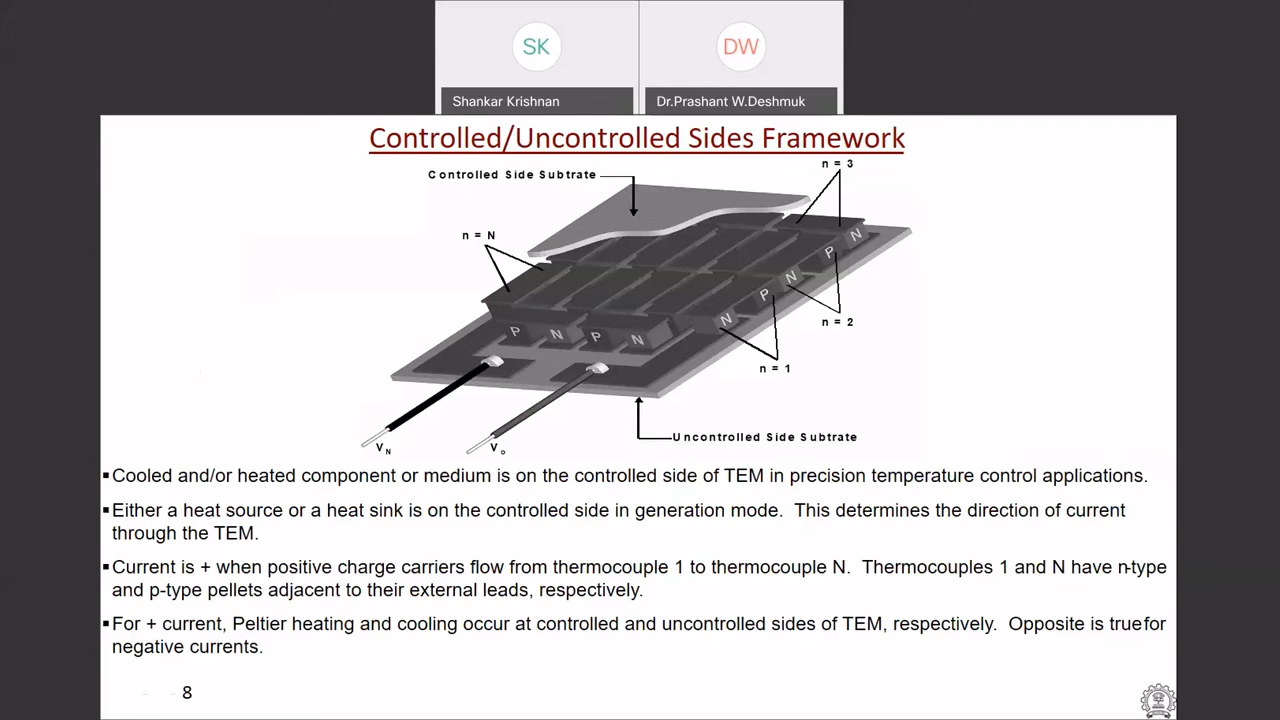 SK
DW
Shankar Krishnan
Dr.Prashant W.Deshmuk
Controlled/Uncontrolled Sides Framework
n = 3
Controlled Side Subtrate
n = N
N
P
N
P
N
n = 2
P
N
P
N
n = 1
Uncontrolled Side Subtrate
V N
V o
▪Cooled and/or heated component or medium is on the controlled side of TEM in precision temperature control applications.
▪Either a heat source or a heat sink is on the controlled side in generation mode. This determines the direction of current
through the TEM.
▪Current is + when positive charge carriers flow from thermocouple 1 to thermocouple N. Thermocouples 1 and N have n-type
and p-type pellets adjacent to their external leads, respectively.
▪For + current, Peltier heating and cooling occur at controlled and uncontrolled sides of TEM, respectively. Opposite is true for
negative currents.
8